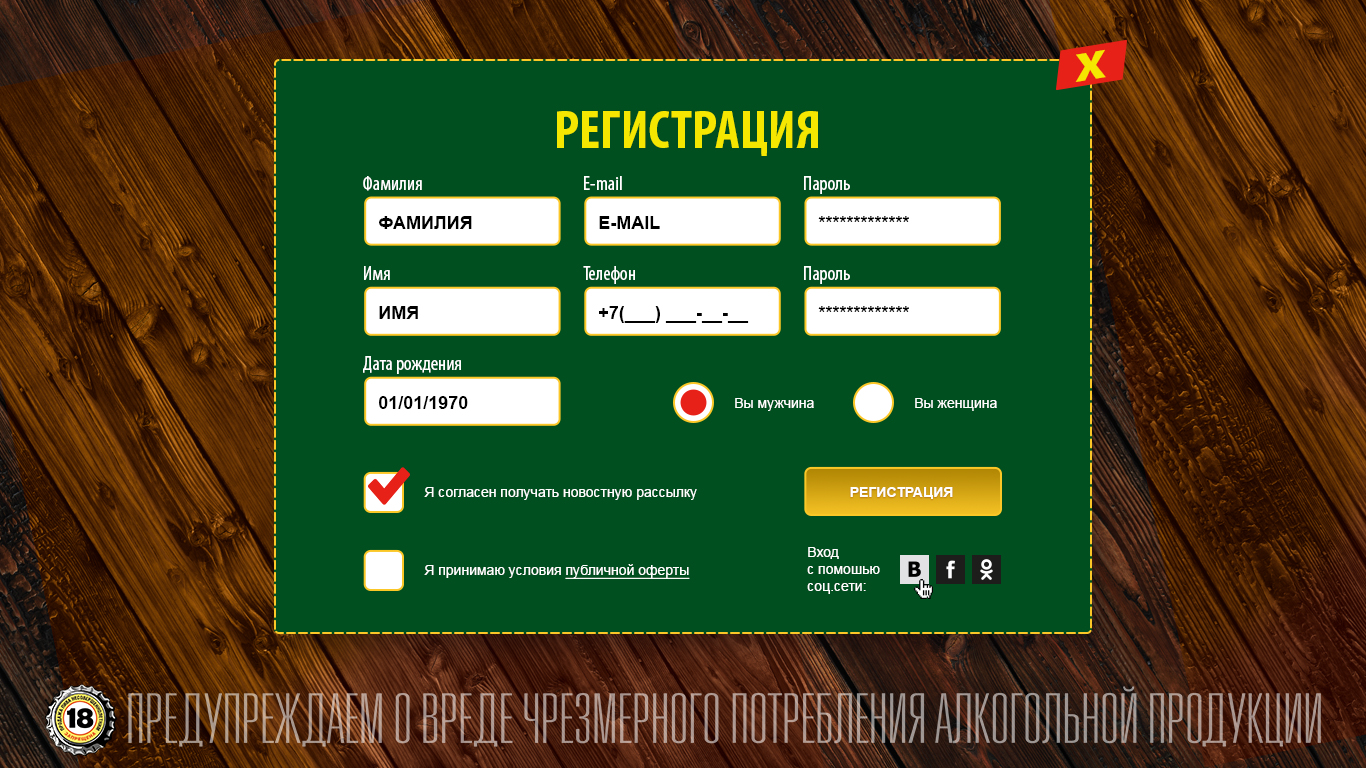 X
РЕГИСТРАЦИЯ
Фамилия
E-mail
Пароль
ФАМИЛИЯ
E-MAIL
*************
Имя
Телефон
Пароль
ИМЯ
+7(___) ___-__-__
*************
Дата рождения
01/01/1970
Вы мужчина
Вы женщина
Я согласен получать новостную рассылку
РЕГИСТРАЦИЯ
Я принимаю условия публичной оферты
Вход
с помошью
соц.сети:
B
f
18
ПРЕДУПРЕЖДАЕМ О ВРЕДЕ ЧРЕЗМЕРНОГО ПОТРЕБЛЕНИЯ АЛКОГОЛЬНОЙ ПРОДУКЦИИ